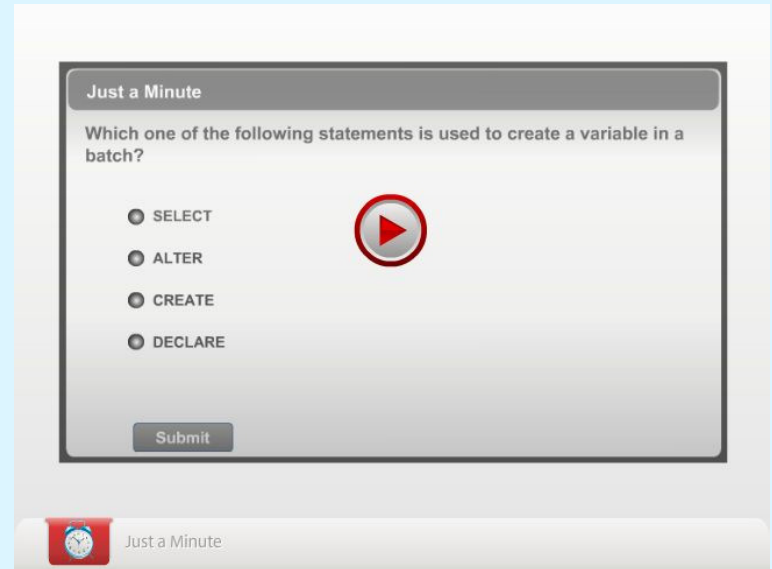 Just a Minute
Which one of the following statements is used to create a variable in a
batch?
SELECT
ALTER
CREATE
DECLARE
Submit
Just a Minute